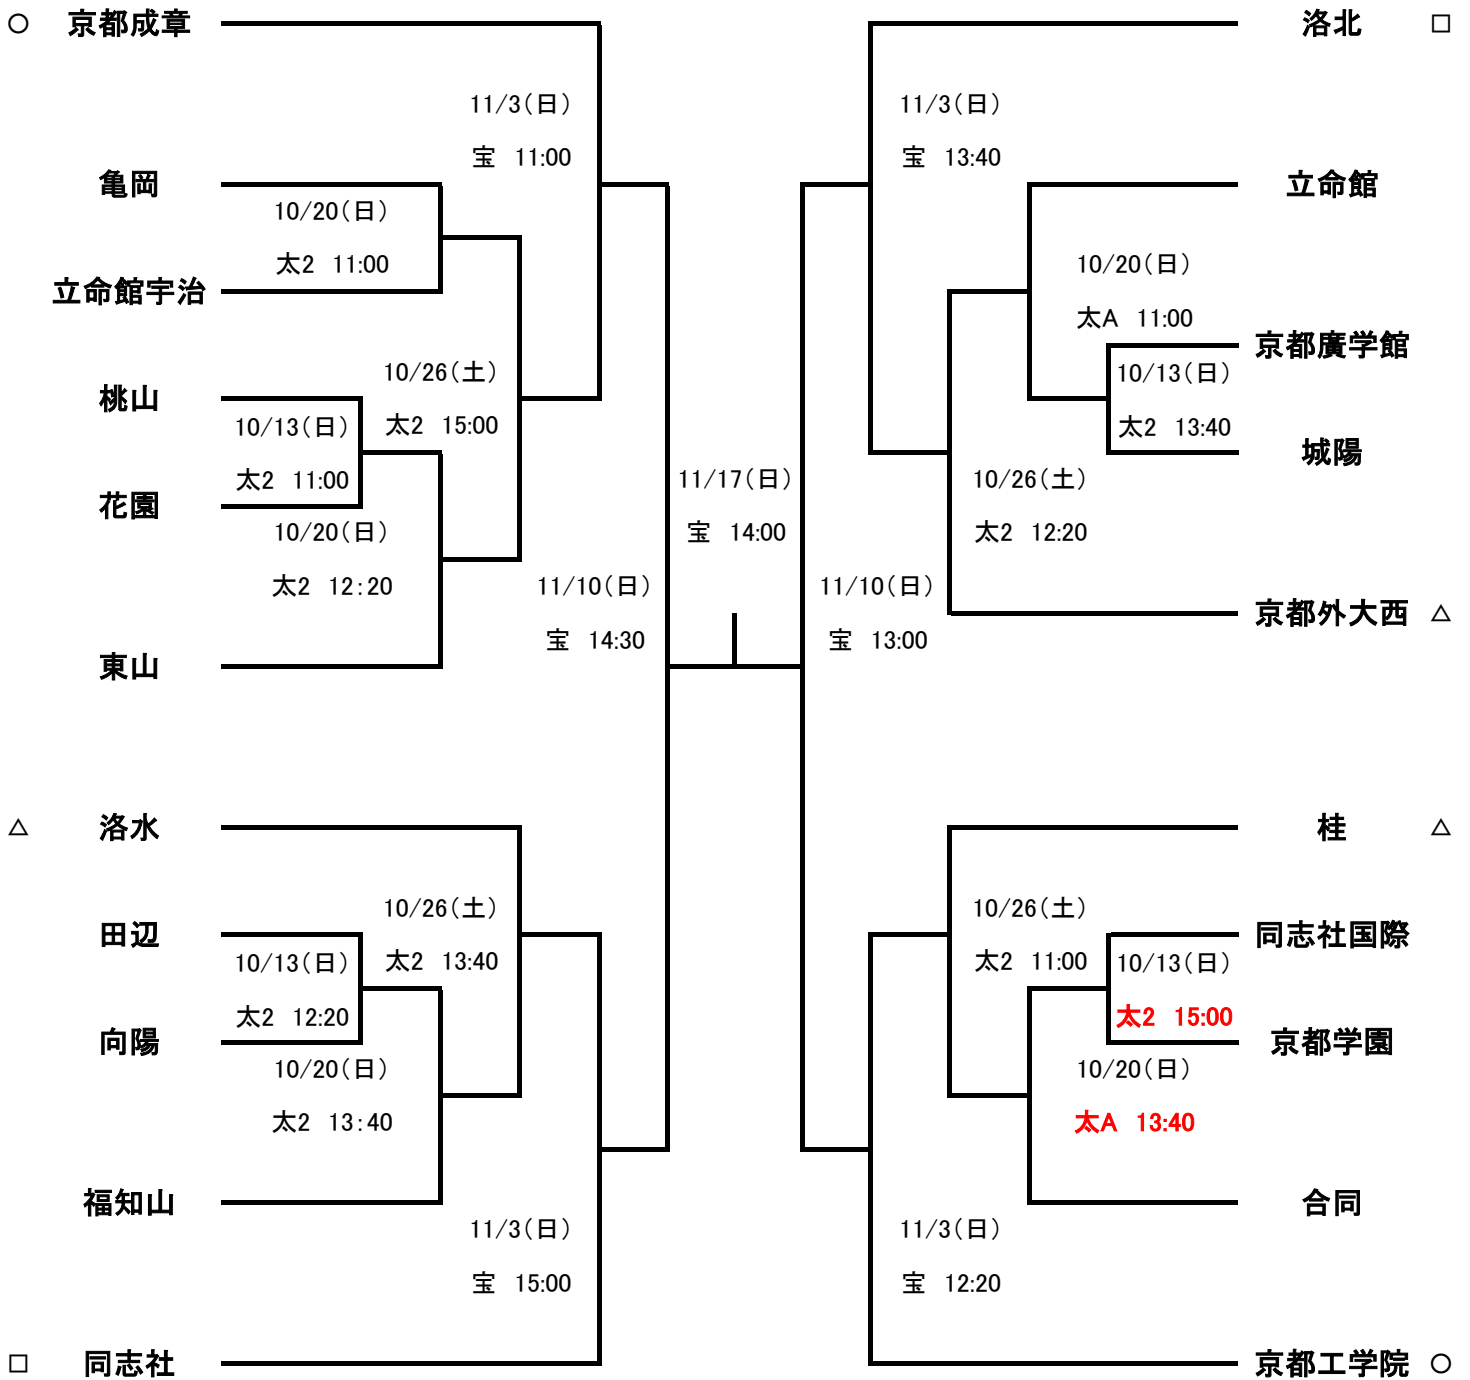 ○ 京都成章
11/3(日)
宝 11:00
亀岡
10/20(日)
太2 11:00
立命館宇治
10/26(土)
太2 15:00
桃山
10/13(日)
太2 11:00
花園
10/20(日)
太2 12:20
東山
11/10(日)
宝 14:30
△ 洛水
10/26(土)
太2 13:40
田辺
10/13(日)
太2 12:20
向陽
10/20(日)
太2 13:40
福知山
11/3(日)
宝 15:00
□ 同志社
11/17(日)
宝 14:00
洛北 □
11/3(日)
宝 13:40
立命館
10/20(日)
太A 11:00
京都廣学館
10/13(日)
太2 13:40
城陽
10/26(土)
太2 12:20
11/10(日)
宝 13:00
京都外大西 △
桂 △
10/26(土)
太2 11:00
同志社国際
10/13(日)
太2 15:00
京都学園
10/20(日)
太A 13:40
合同
11/3(日)
宝 12:20
京都工学院 ○